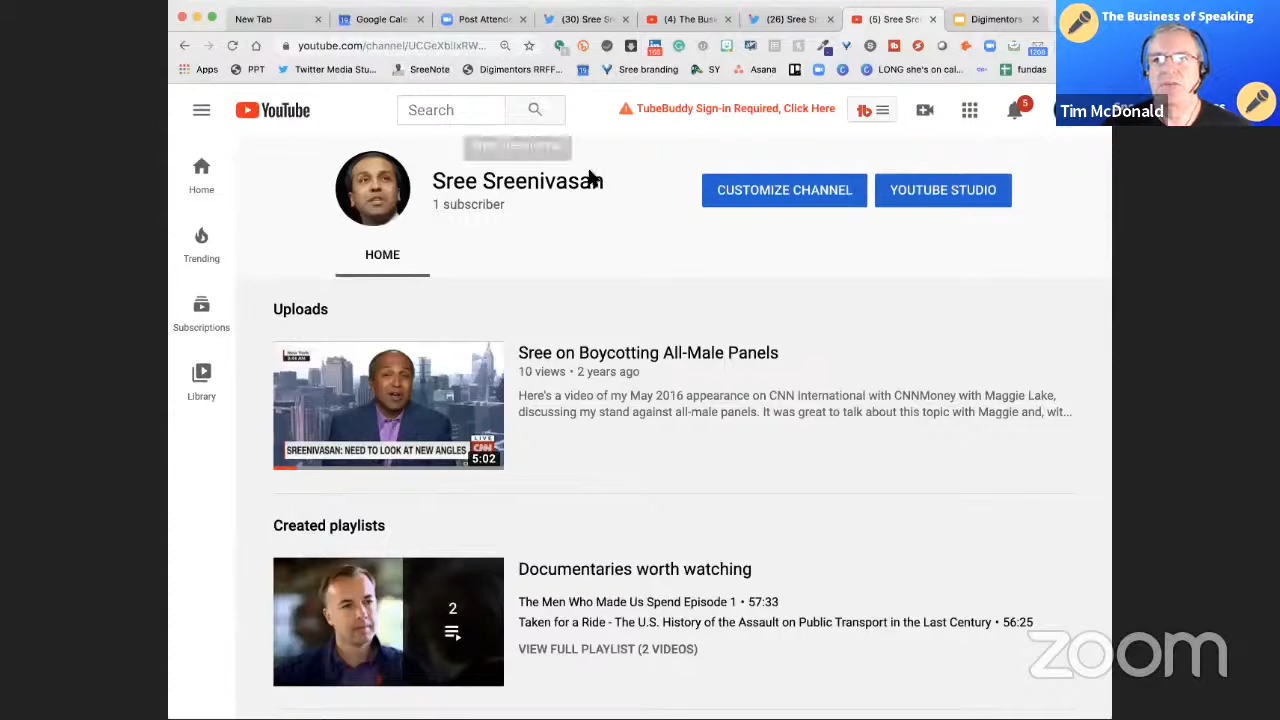 New Tab
Google Cale
Post Attend
(30) Sree Sr
(4) The Busi
(26) Sree S
(5) Sree Sre
Digimentors
youtube.com/channel/UCGeXbIIxRW...
Apps
PPT
Twitter Media Stu...
SreeNote
Digimentors RRFF...
Sree branding
SY
Asana
LONG she's on cal...
fundas
The Business of Speaking
Tim McDonald
YouTube
Search
TubeBuddy Sign-in Required, Click Here
tb
5
Sree Sreenivasan
1 subscriber
CUSTOMIZE CHANNEL
YOUTUBE STUDIO
Home
Trending
Subscriptions
Library
HOME
Uploads
SREENIVASAN: NEED TO LOOK AT NEW ANGLES
LIVE
CNN
5:02
Sree on Boycotting All-Male Panels
10 views • 2 years ago
Here's a video of my May 2016 appearance on CNN International with CNNMoney with Maggie Lake,
discussing my stand against all-male panels. It was great to talk about this topic with Maggie and, wit...
Created playlists
2
Documentaries worth watching
The Men Who Made Us Spend Episode 1 • 57:33
Taken for a Ride - The U.S. History of the Assault on Public Transport in the Last Century • 56:25
VIEW FULL PLAYLIST (2 VIDEOS)
zoom